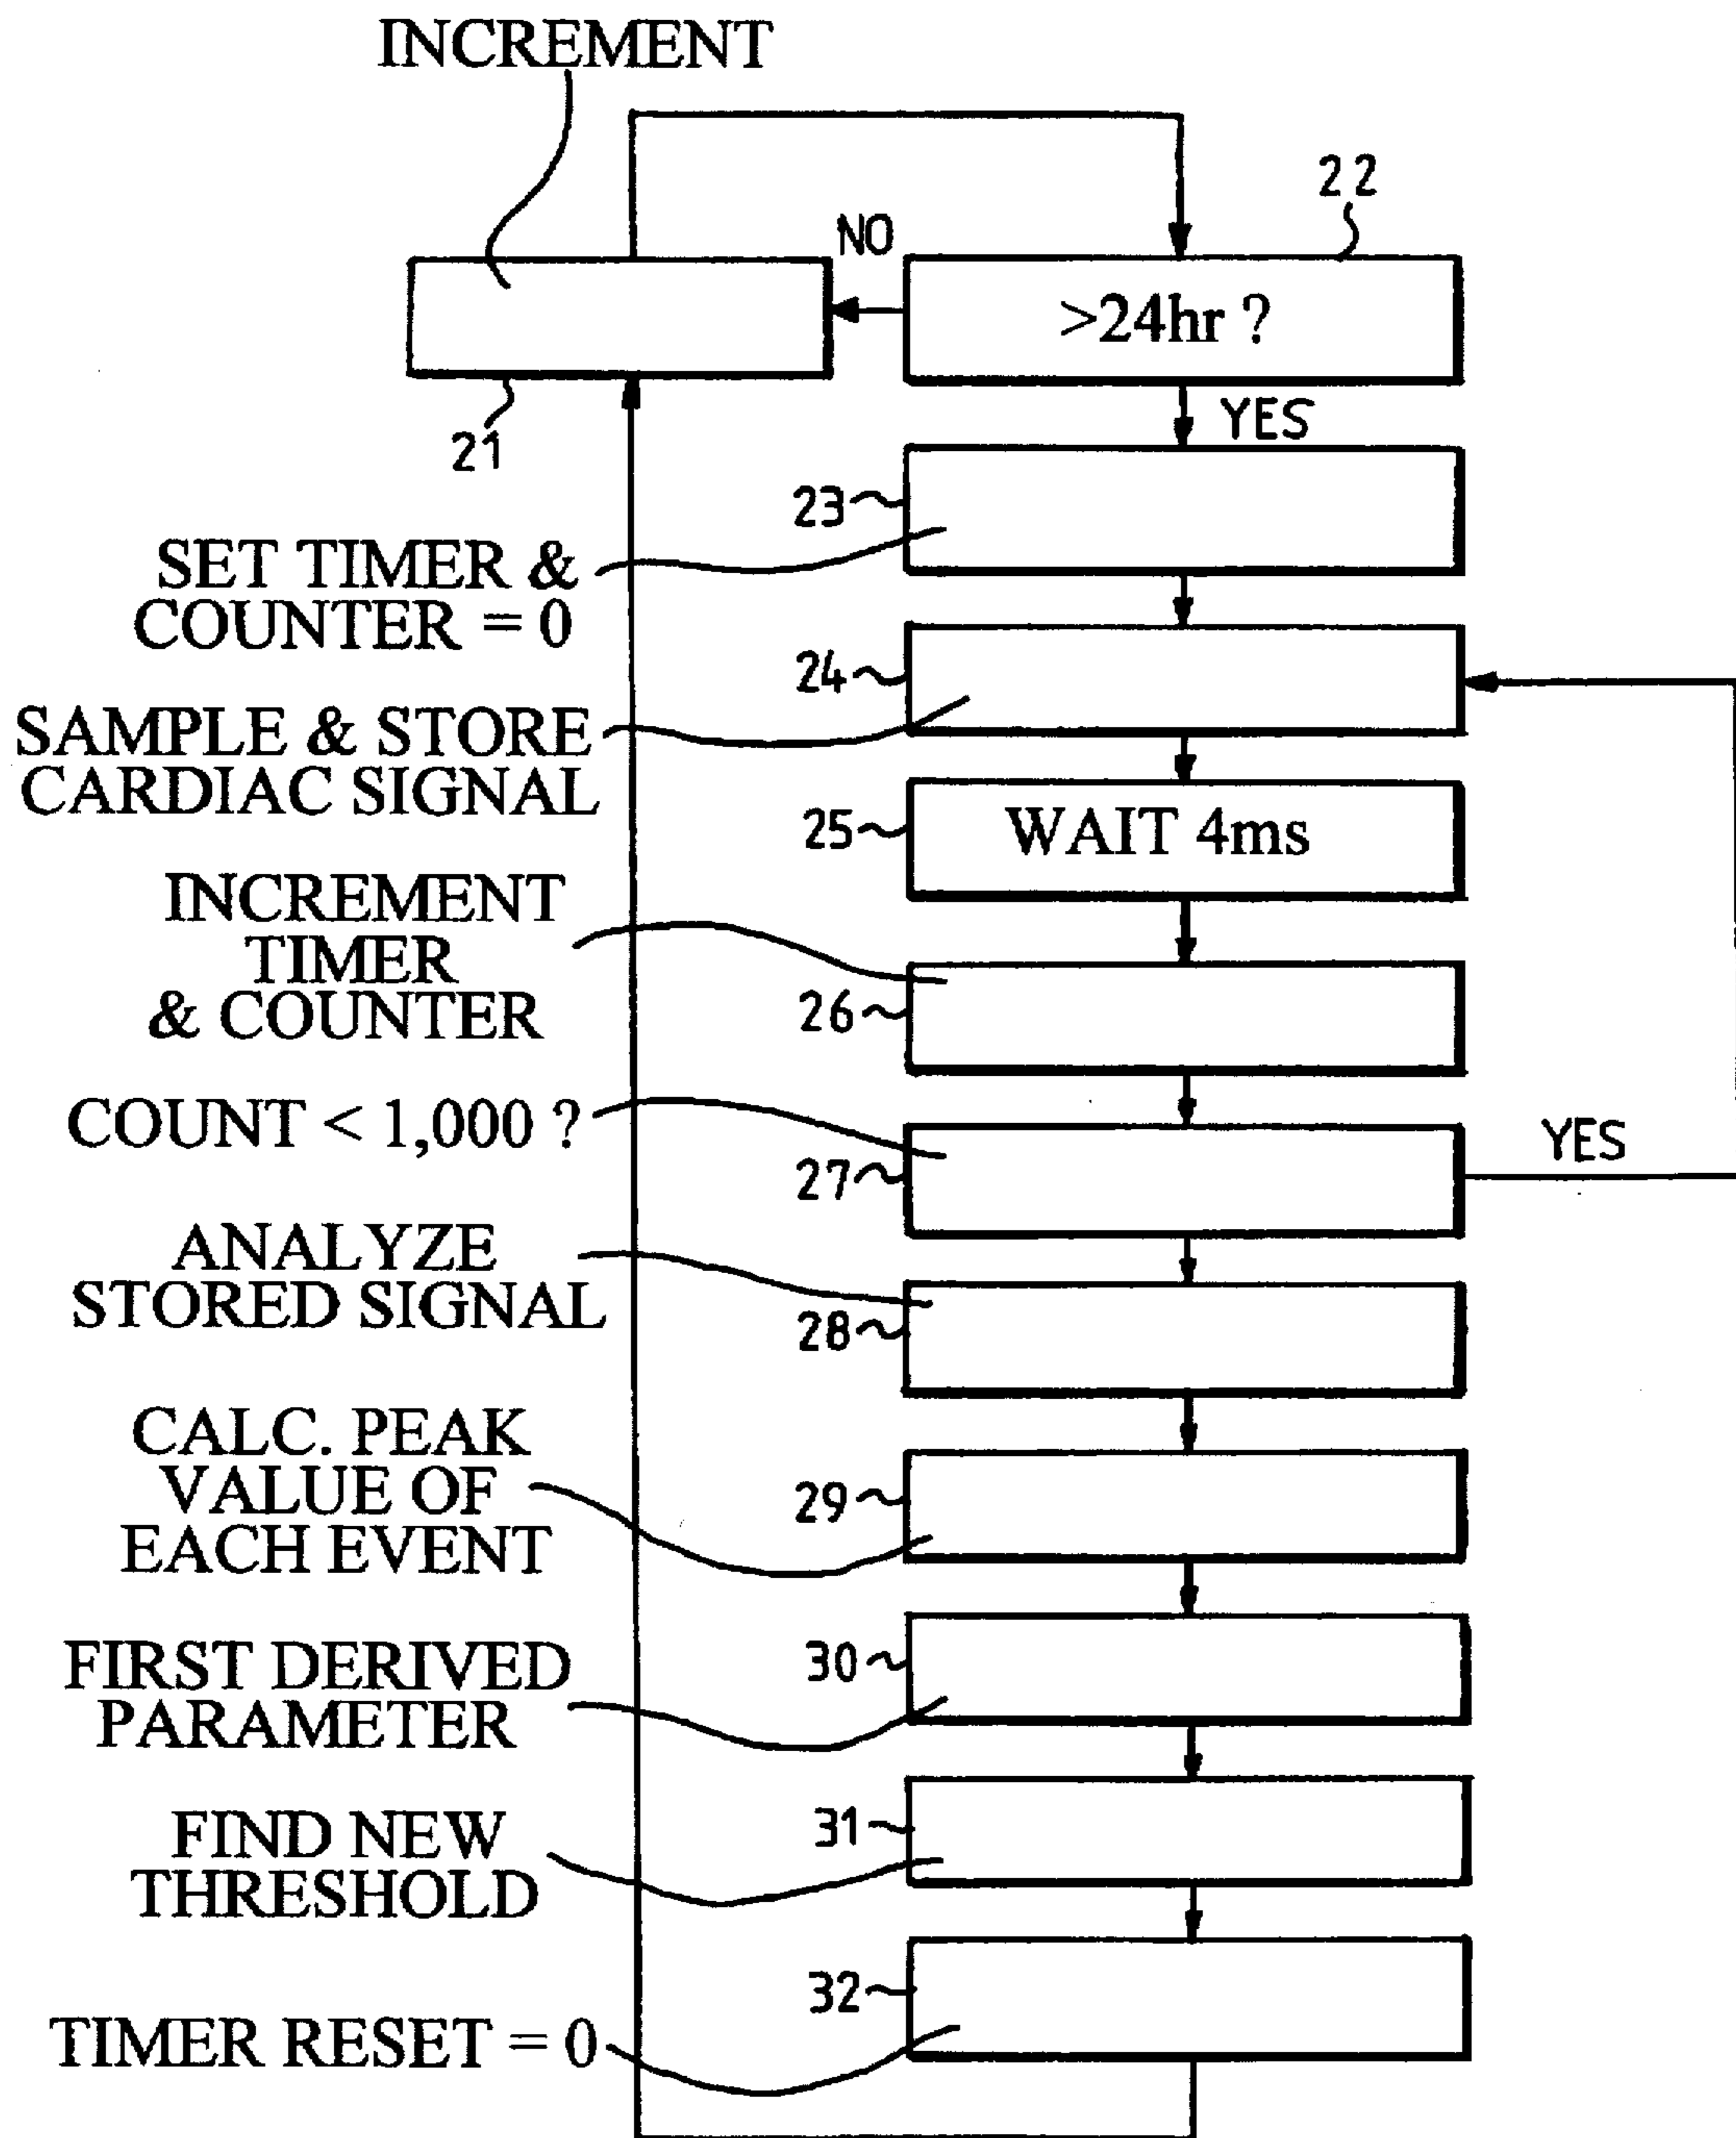 INCREMENT
22
NO
>24hr ?
21
YES
23
SET TIMER &
COUNTER = 0
24
SAMPLE & STORE
CARDIAC SIGNAL
25
WAIT 4ms
INCREMENT
TIMER
& COUNTER
26
COUNT < 1,000 ?
YES
27
ANALYZE
STORED SIGNAL
28
CALC. PEAK
VALUE OF
EACH EVENT
29
FIRST DERIVED
PARAMETER
30
FIND NEW
THRESHOLD
31
32
TIMER RESET = 0